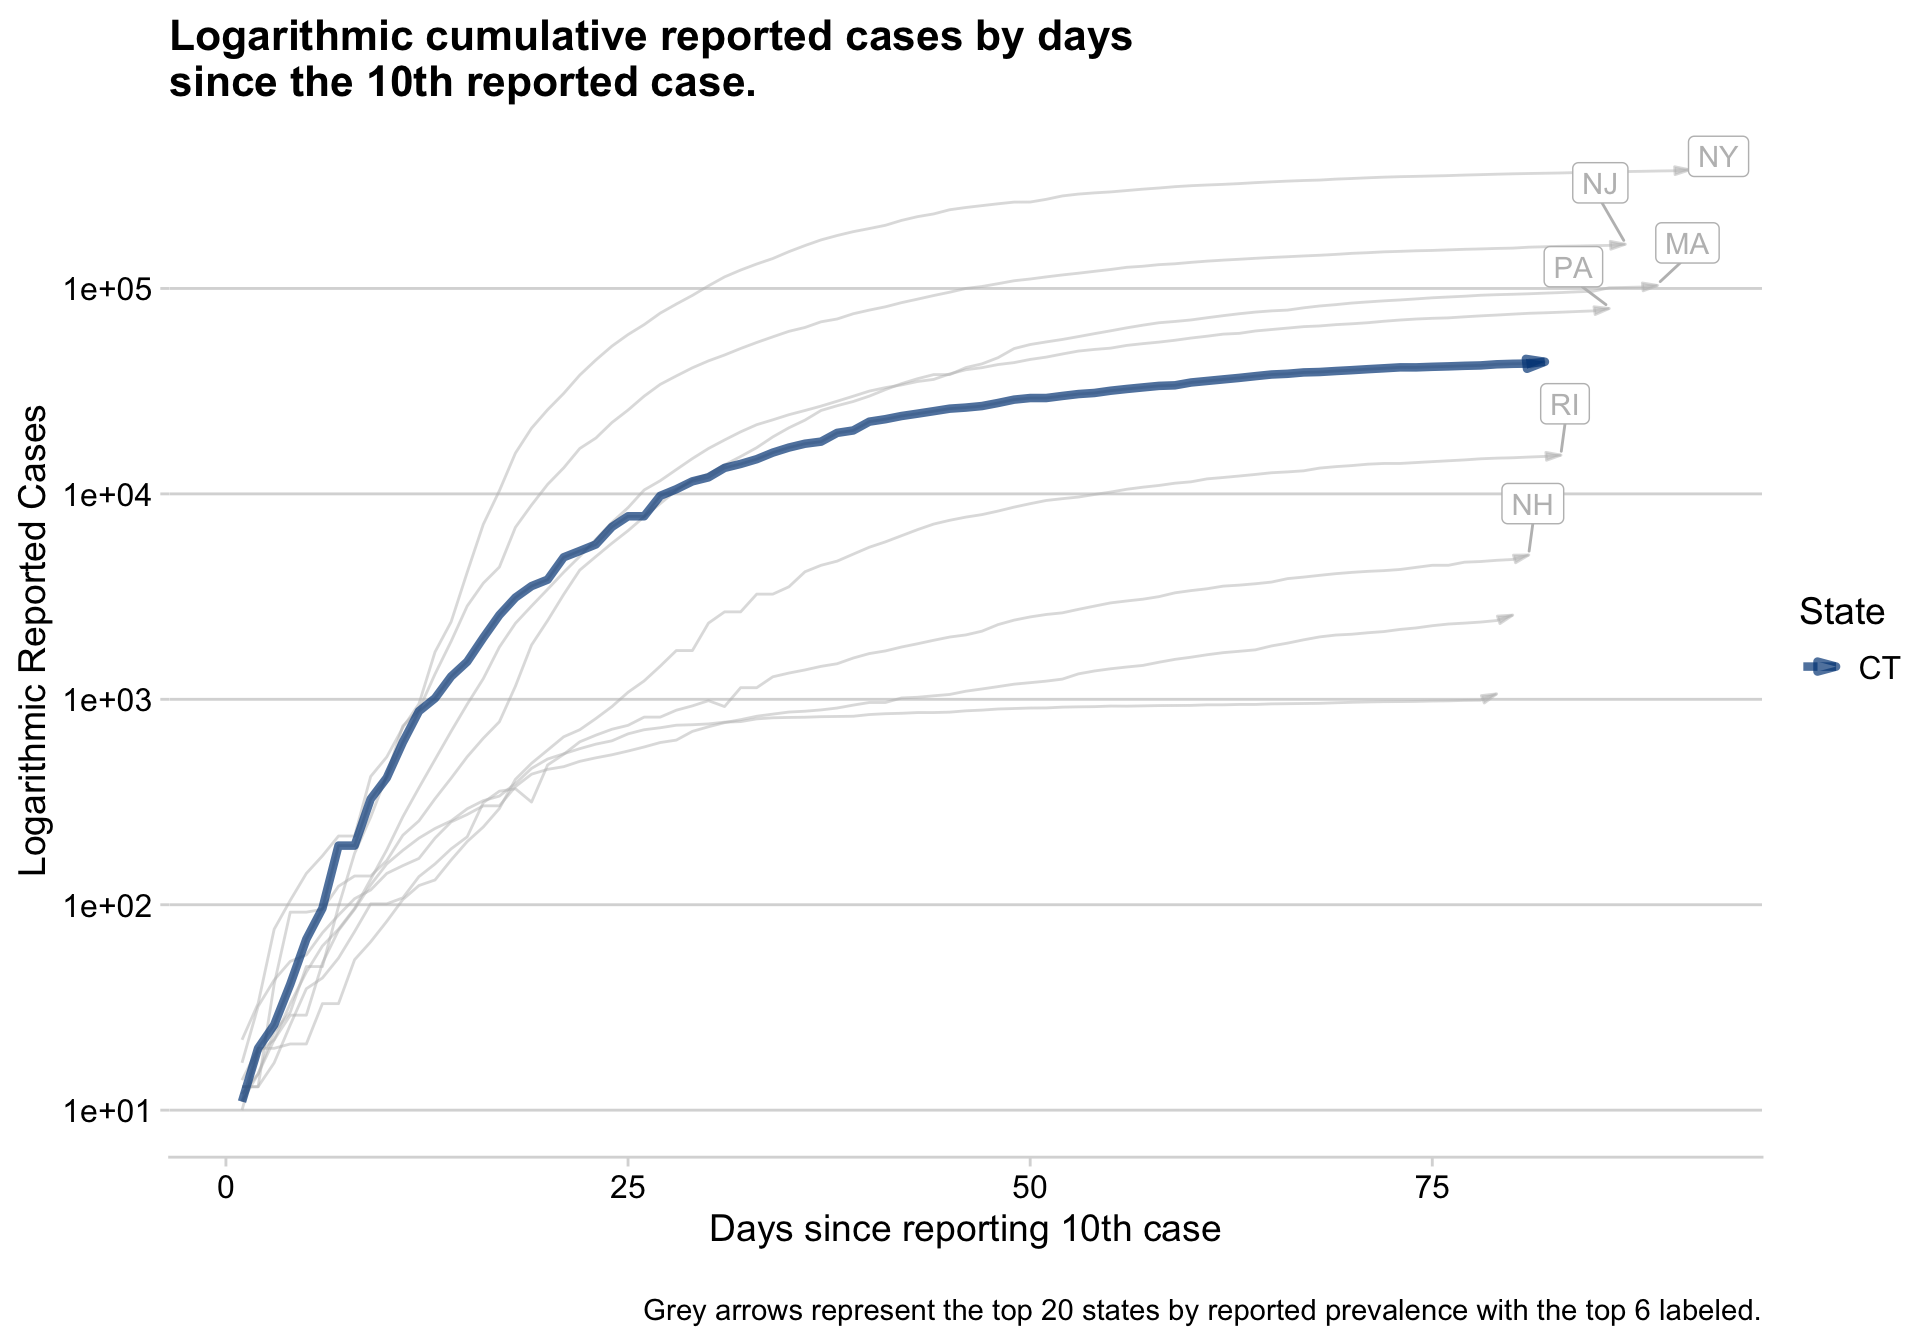 Logarithmic cumulative reported cases by days
since the 10th reported case.
NY
NJ
MA
PA
RI
NH
1e+05
1e+04
1e+03
1e+02
1e+01
Logarithmic Reported Cases
State
CT
0 25 50 75
Days since reporting 10th case
Grey arrows represent the top 20 states by reported prevalence with the top 6 labeled.